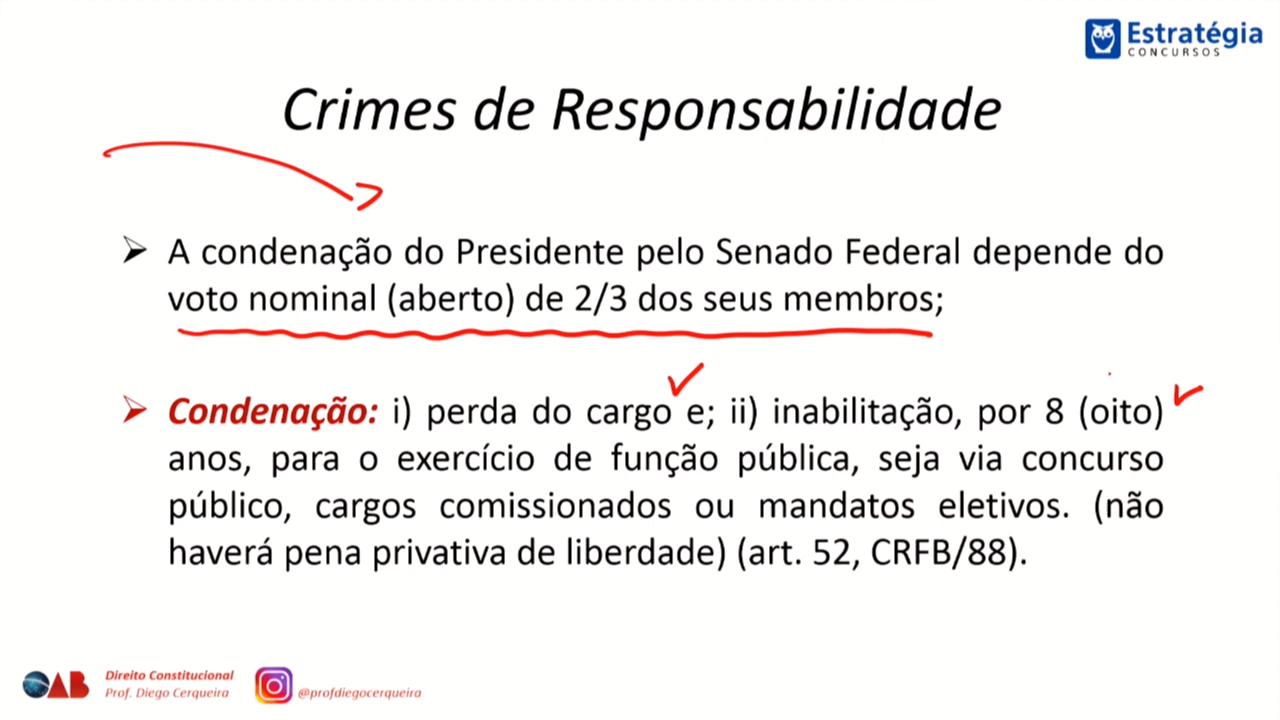 Estratégia
CONCURSOS
Crimes de Responsabilidade
A condenação do Presidente pelo Senado Federal depende do
voto nominal (aberto) de 2/3 dos seus membros;
Condenação: i) perda do cargo e; ii) inabilitação, por 8 (oito)
anos, para o exercício de função pública, seja via concurso
público, cargos comissionados ou mandatos eletivos. (não
haverá pena privativa de liberdade) (art. 52, CRFB/88).
OAB
Direito Constitucional
Prof. Diego Cerqueira
@profdiegocerqueira